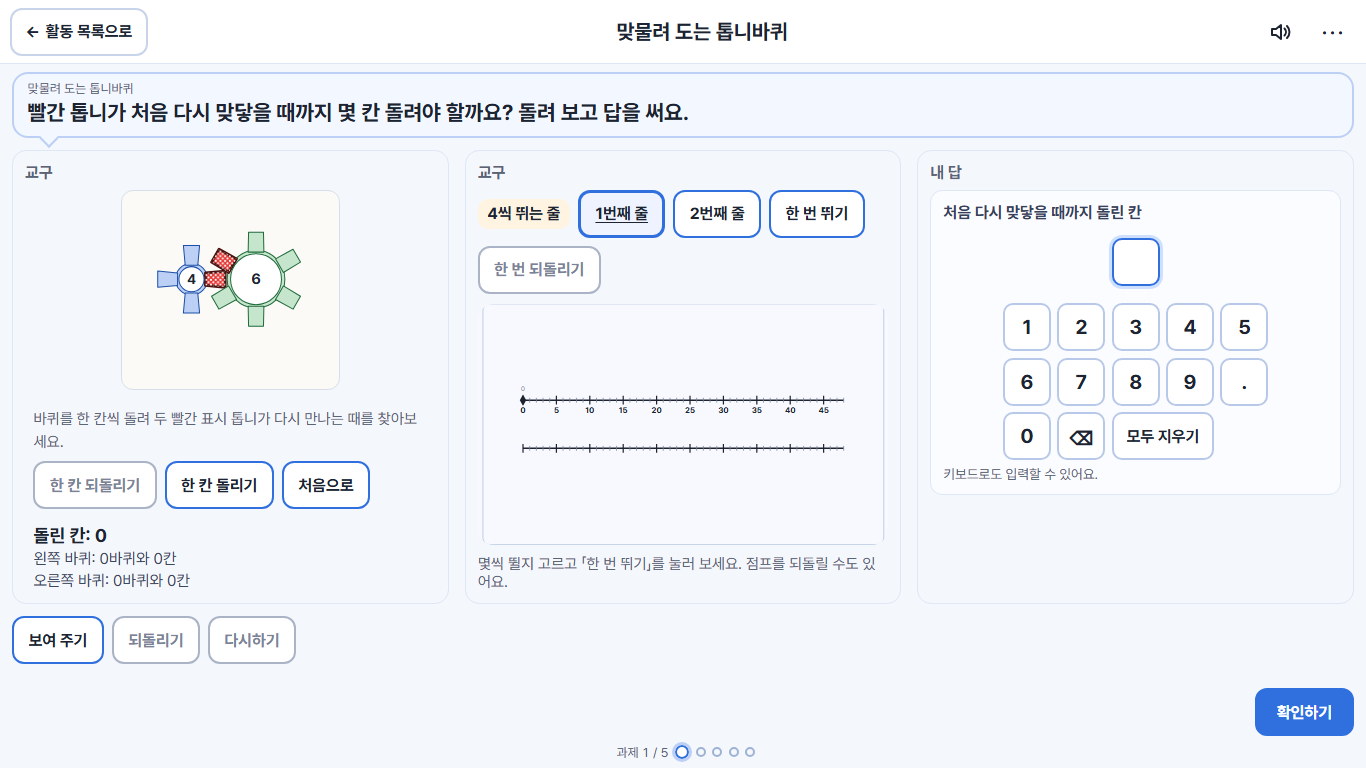 ← 활동 목록으로
맞물려 도는 톱니바퀴
맞물려 도는 톱니바퀴
빨간 톱니가 처음 다시 맞닿을 때까지 몇 칸 돌려야 할까요? 돌려 보고 답을 써요.
교구
4
6
바퀴를 한 칸씩 돌려 두 빨간 표시 톱니가 다시 만나는 때를 찾아보
세요.
한 칸 되돌리기
한 칸 돌리기
처음으로
돌린 칸: 0
왼쪽 바퀴: 0바퀴와 0칸
오른쪽 바퀴: 0바퀴와 0칸
교구
4씩 뛰는 줄
1번째 줄
2번째 줄
한 번 뛰기
한 번 되돌리기
0
0 5 10 15 20 25 30 35 40 45
몇씩 뛸지 고르고 「한 번 뛰기」를 눌러 보세요. 점프를 되돌릴 수도 있
어요.
내 답
처음 다시 맞닿을 때까지 돌린 칸
1 2 3 4 5
6 7 8 9 .
0 ⌫ 모두 지우기
키보드로도 입력할 수 있어요.
보여 주기
되돌리기
다시하기
확인하기
과제 1 / 5